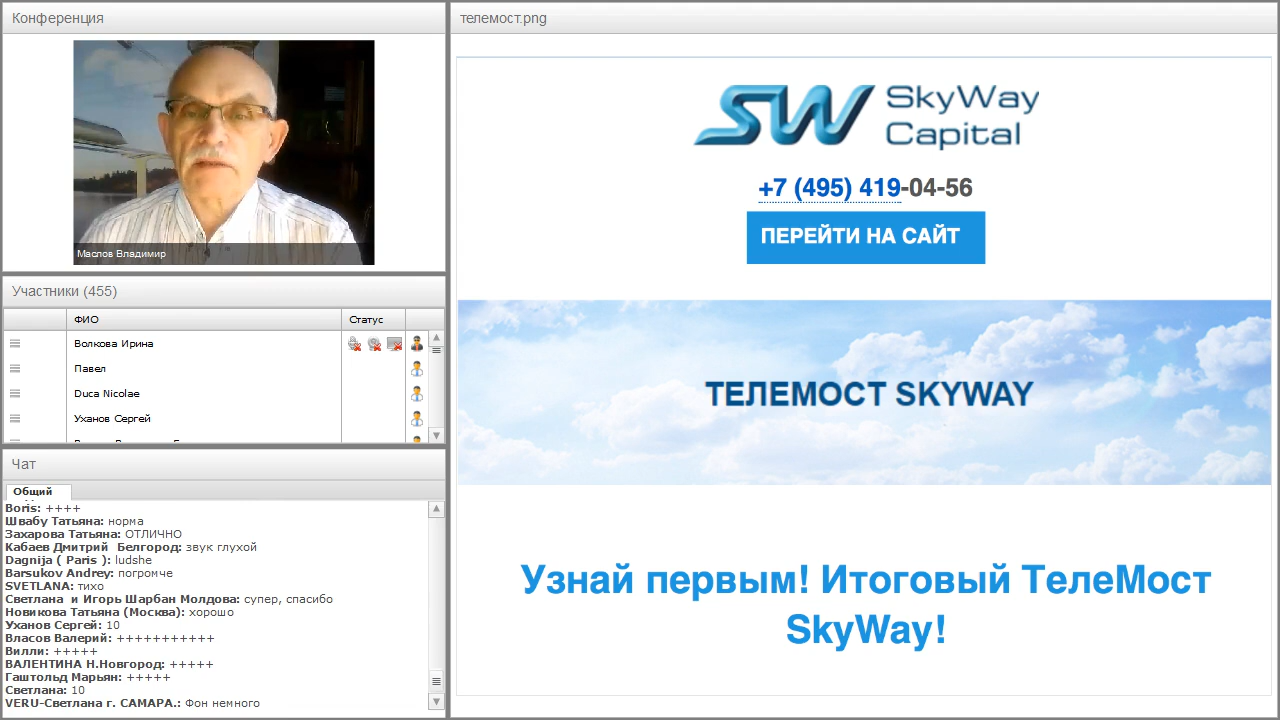 Конференция
Маслов Владимир
Участники (455)
ФИО Статус
Волкова Ирина
Павел
Duca Nicolae
Уханов Сергей
Чат
Общий
Boris: ++++
Швабу Татьяна: норма
Захарова Татьяна: ОТЛИЧНО
Кабаев Дмитрий Белгород: звук глухой
Dagnija ( Paris ): ludshe
Barsukov Andrey: погромче
SVETLANA: тихо
Светлана и Игорь Шарбан Молдова: супер, спасибо
Новикова Татьяна (Москва): хорошо
Уханов Сергей: 10
Власов Валерий: +++++++++++
Вилли: +++++
ВАЛЕНТИНА Н.Новгород: +++++
Гаштольд Марьян: +++++
Светлана: 10
VERU-Светлана г. САМАРА.: Фон немного
телемост.png
SW SkyWay
Capital
+7 (495) 419-04-56
ПЕРЕЙТИ НА САЙТ
ТЕЛЕМОСТ SKYWAY
Узнай первым! Итоговый ТелеМост
SkyWay!